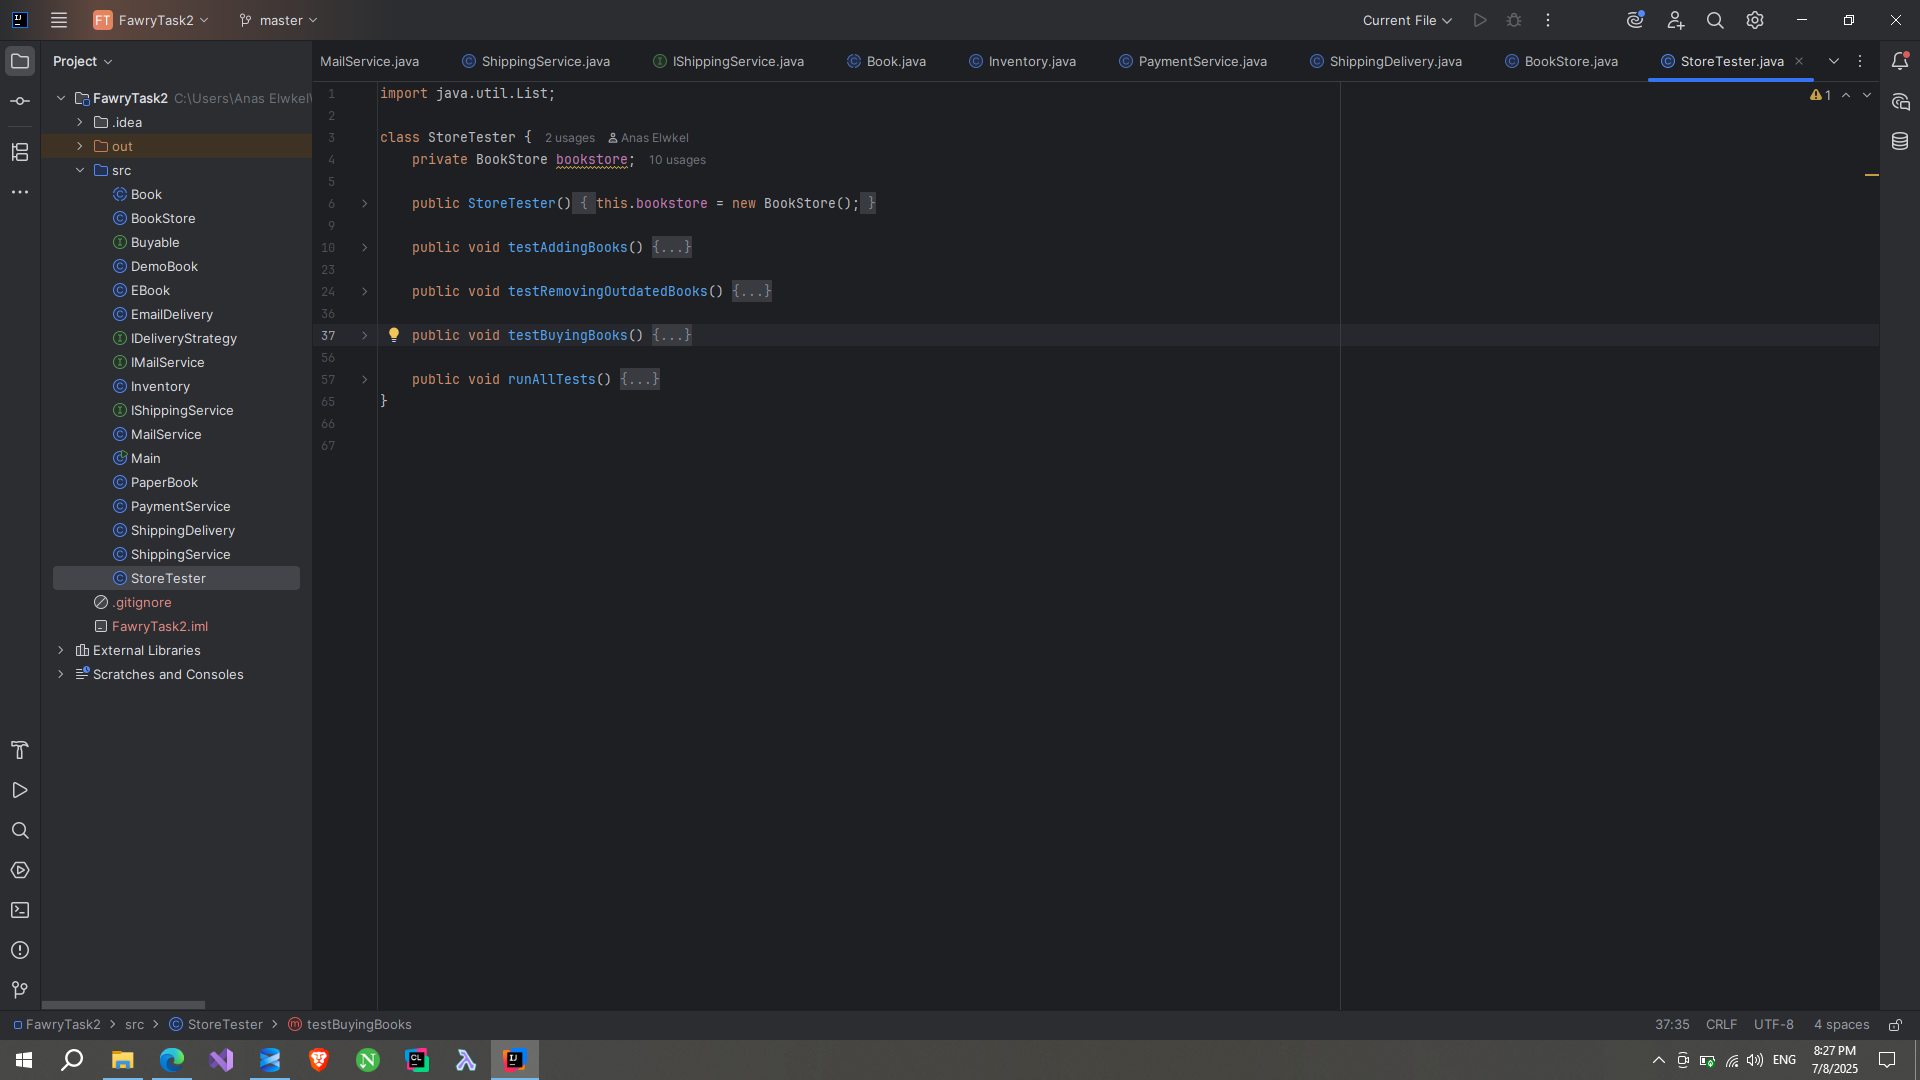 FT FawryTask2 master Current File
Project
MailService.java ShippingService.java IShippingService.java Book.java Inventory.java PaymentService.java ShippingDelivery.java BookStore.java StoreTester.java
FawryTask2 C:\Users\Anas Elwkel\
.idea
out
src
Book
BookStore
Buyable
DemoBook
EBook
EmailDelivery
IDeliveryStrategy
IMailService
Inventory
IShippingService
MailService
Main
PaperBook
PaymentService
ShippingDelivery
ShippingService
StoreTester
.gitignore
FawryTask2.iml
External Libraries
Scratches and Consoles
1 import java.util.List;
2
3 class StoreTester { 2 usages Anas Elwkel
4 private BookStore bookstore; 10 usages
5
6 public StoreTester() { this.bookstore = new BookStore(); }
9
10 public void testAddingBooks() {...}
23
24 public void testRemovingOutdatedBooks() {...}
36
37 public void testBuyingBooks() {...}
56
57 public void runAllTests() {...}
65 }
66
67
1
FawryTask2 > src > StoreTester > testBuyingBooks
37:35 CRLF UTF-8 4 spaces
ENG
8:27 PM
7/8/2025